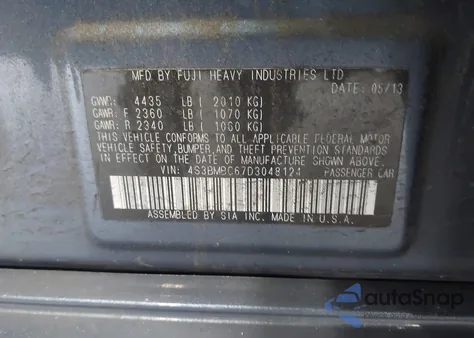 MFD BY FUJI HEAVY INDUSTRIES LTD
DATE: 05/13
GVWR: 4435 LB ( 2010 KG)
GAWR: F 2360 LB ( 1070 KG)
GAWR: R 2340 LB ( 1060 KG)
THIS VEHICLE CONFORMS TO ALL APPLICABLE FEDERAL MOTOR
VEHICLE SAFETY, BUMPER, AND THEFT PREVENTION STANDARDS
IN EFFECT ON THE DATE OF MANUFACTURE SHOWN ABOVE.
VIN: 4S3BMBC67D3048124 PASSENGER CAR
ASSEMBLED BY SIA INC. MADE IN U.S.A.
autoSnap